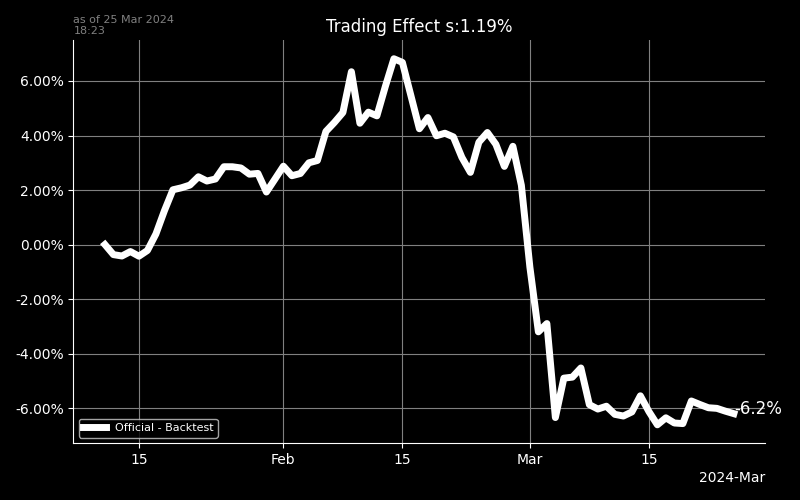 as of 25 Mar 2024
18:23
Trading Effect s:1.19%
6.00%
4.00%
2.00%
0.00%
-2.00%
-4.00%
-6.00%
-6.2%
Official - Backtest
15
Feb
15
Mar
15
2024-Mar